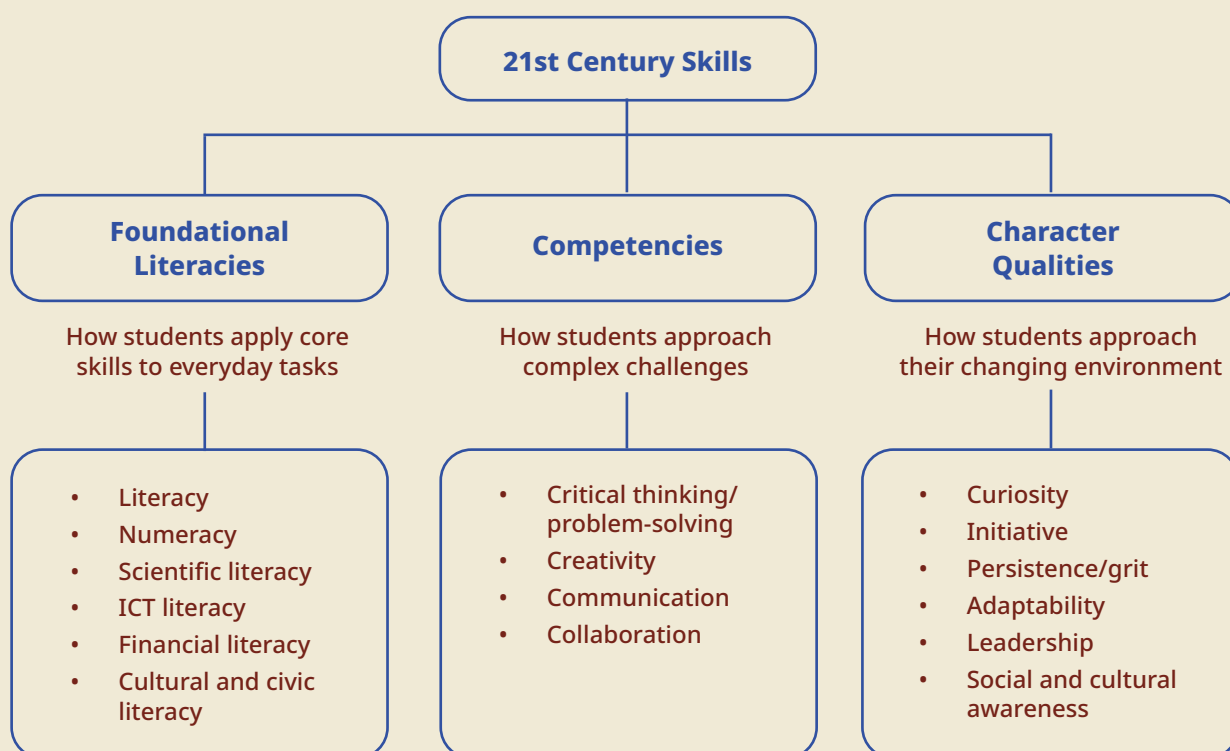 21st Century Skills
Foundational
Literacies
How students apply core
skills to everyday tasks
• Literacy
• Numeracy
• Scientific literacy
• ICT literacy
• Financial literacy
• Cultural and civic
literacy
Competencies
How students approach
complex challenges
• Critical thinking/
problem-solving
• Creativity
• Communication
• Collaboration
Character
Qualities
How students approach
their changing environment
• Curiosity
• Initiative
• Persistence/grit
• Adaptability
• Leadership
• Social and cultural
awareness